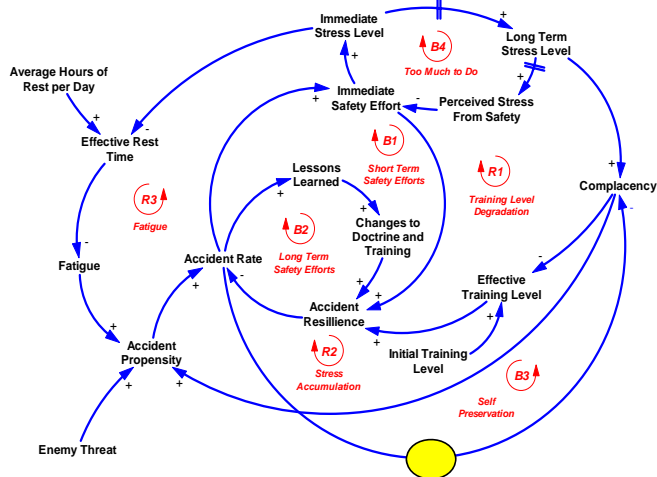 Immediate
Stress Level
+
Long Term
Stress Level
B4
Too Much to Do
+
+
-
Average Hours of
Rest per Day
+
-
Effective Rest
Time
+
Immediate
Safety Effort
-
Perceived Stress
From Safety
B1
Short Term
Safety Efforts
R1
Training Level
Degradation
+
Complacency
-
R3
Fatigue
Lessons
Learned
+
+
B2
Long Term
Safety Efforts
Changes to
Doctrine and
Training
-
Fatigue
+
Accident Rate
+
-
+
+
Accident
Resillience
+
-
Effective
Training Level
+
Initial Training
Level
Accident
Propensity
+
+
R2
Stress
Accumulation
B3
Self
Preservation
Enemy Threat